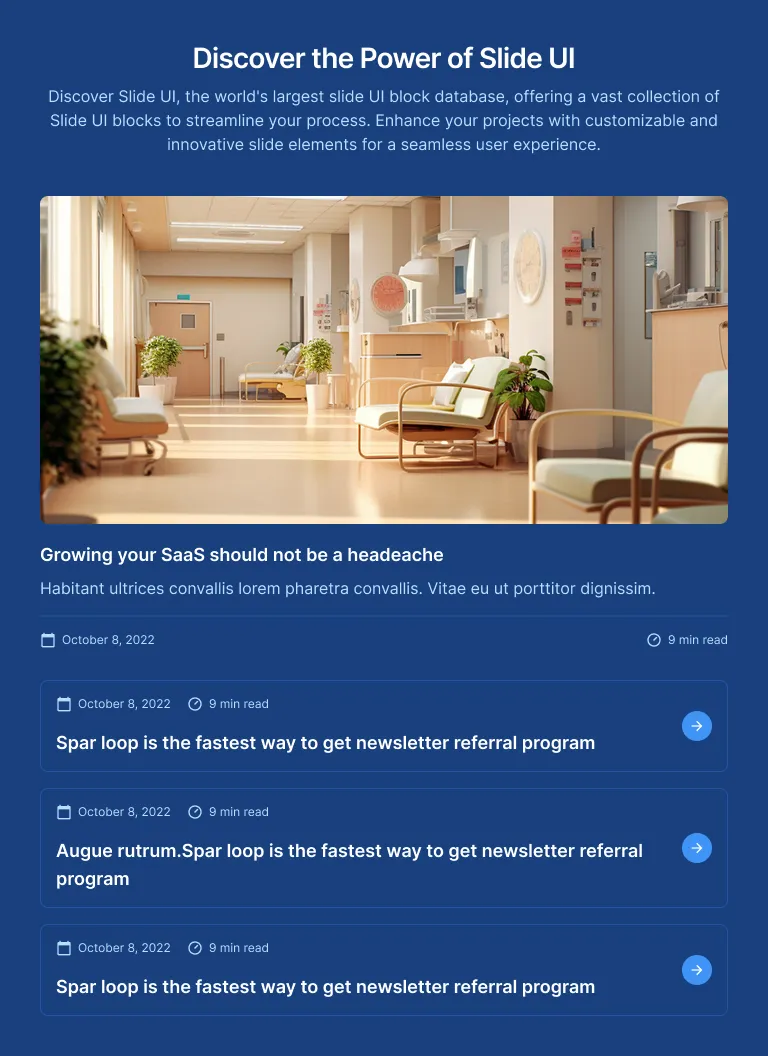 Discover the Power of Slide UI
Discover Slide UI, the world's largest slide UI block database, offering a vast collection of
Slide UI blocks to streamline your process. Enhance your projects with customizable and
innovative slide elements for a seamless user experience.
Growing your SaaS should not be a headeache
Habitant ultrices convallis lorem pharetra convallis. Vitae eu ut porttitor dignissim.
October 8, 2022 9 min read
October 8, 2022 9 min read
Spar loop is the fastest way to get newsletter referral program
October 8, 2022 9 min read
Augue rutrum.Spar loop is the fastest way to get newsletter referral
program
October 8, 2022 9 min read
Spar loop is the fastest way to get newsletter referral program